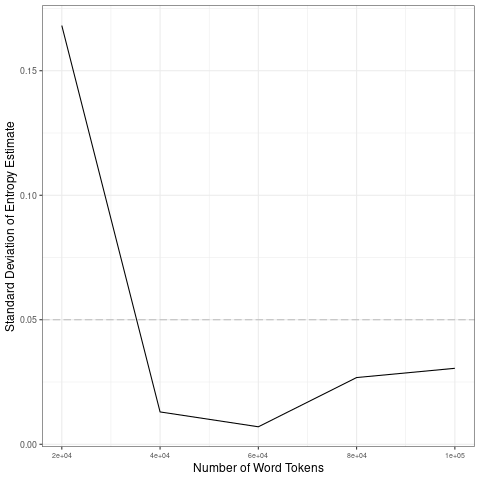 Standard Deviation of Entropy Estimate
0.15
0.10
0.05
0.00
2e+04 4e+04 6e+04 8e+04 1e+05
Number of Word Tokens